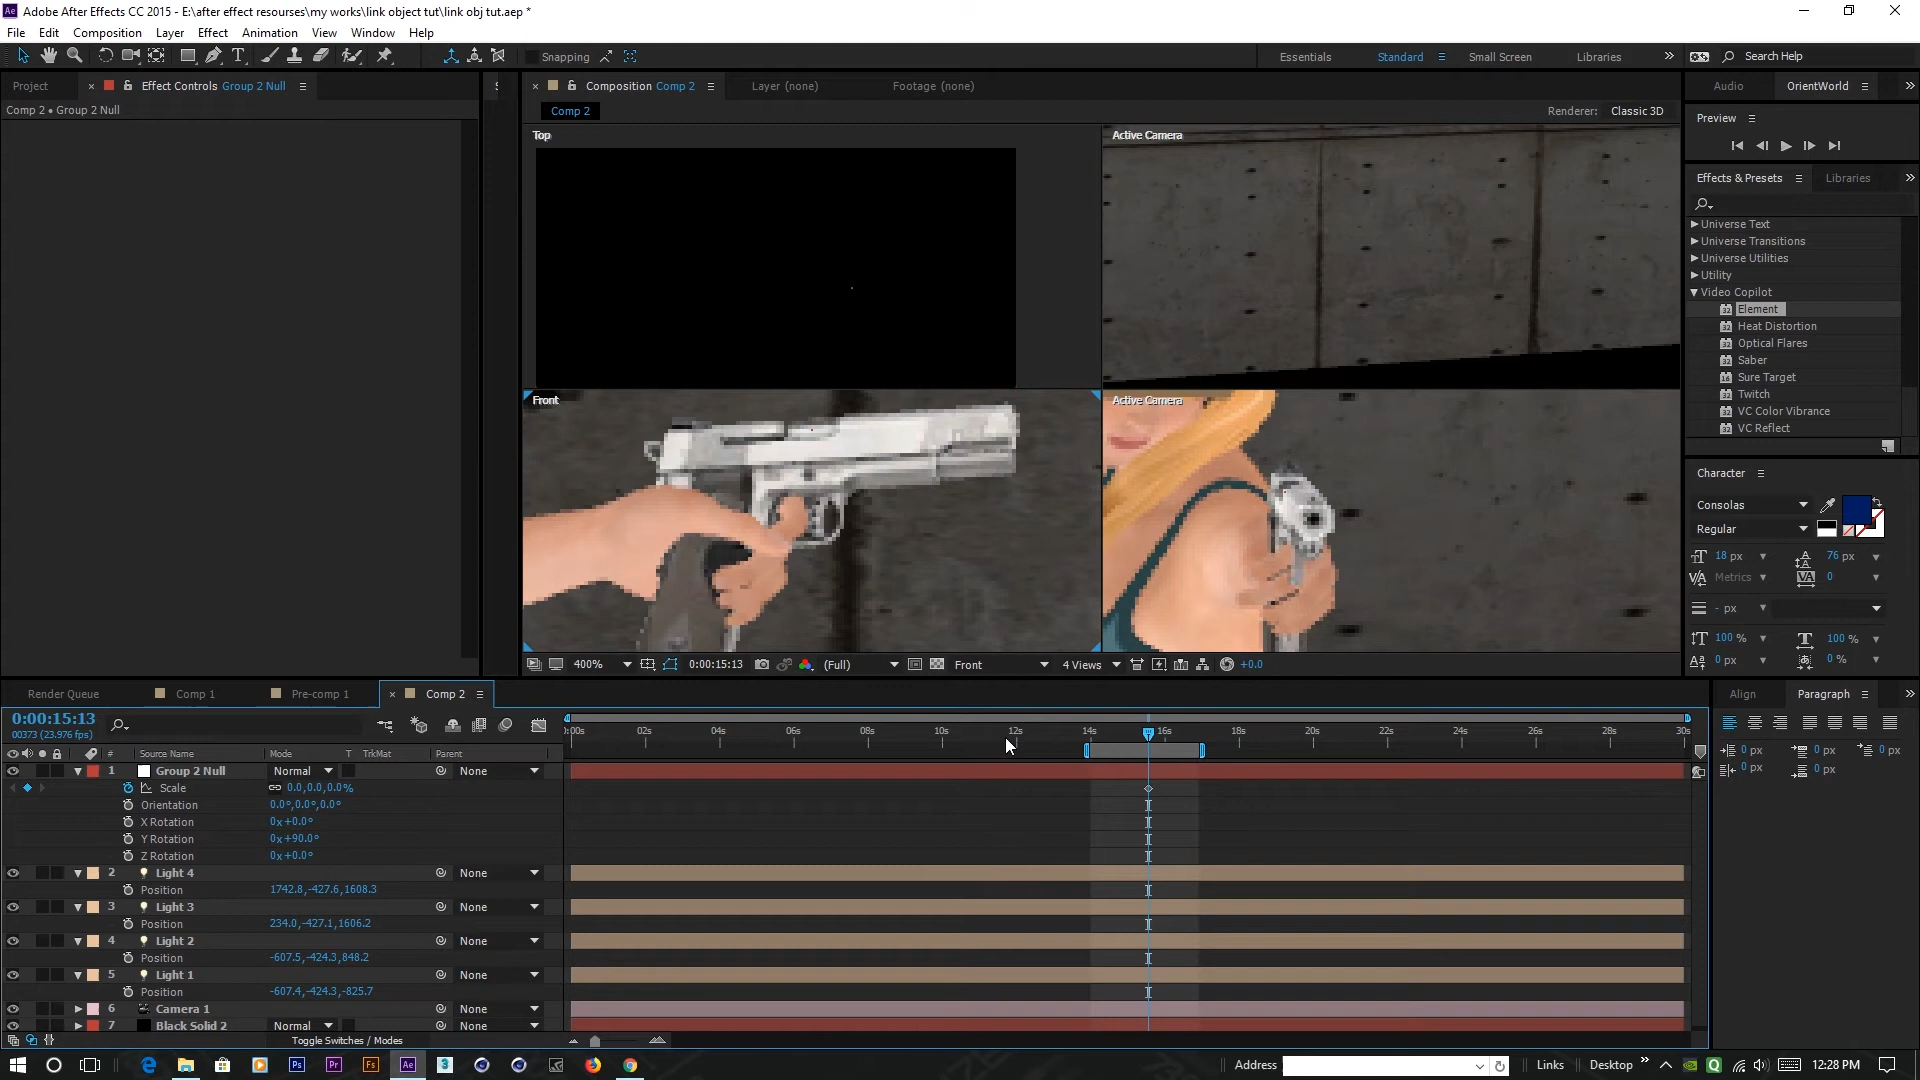 Adobe After Effects CC 2015 - E:\after effect resourses\my works\link object tut\link obj tut.aep *
File Edit Composition Layer Effect Animation View Window Help
Snapping
Essentials Standard Small Screen Libraries
Search Help
Project
Effect Controls Group 2 Null
Comp 2 • Group 2 Null
Composition Comp 2
Layer (none)
Footage (none)
Comp 2
Renderer: Classic 3D
Top
Active Camera
Front
Active Camera
400%
0:00:15:13
(Full)
Front
4 Views
+0.0
Audio
OrientWorld
Preview
Effects & Presets
Libraries
Universe Text
Universe Transitions
Universe Utilities
Utility
Video Copilot
Element
Heat Distortion
Optical Flares
Saber
Sure Target
Twitch
VC Color Vibrance
VC Reflect
Character
Consolas
Regular
18 px
76 px
Metrics
0
- px
100 %
100 %
0 px
0 %
Render Queue
Comp 1
Pre-comp 1
Comp 2
0:00:15:13
00373 (23.976 fps)
# Source Name Mode T TrkMat Parent
02s 04s 06s 08s 10s 12s 14s 16s 18s 20s 22s 24s 26s 28s 30s
1 Group 2 Null Normal None
Scale 0.0,0.0,0.0%
Orientation 0.0°,0.0°,0.0°
X Rotation 0x+0.0°
Y Rotation 0x+90.0°
Z Rotation 0x+0.0°
2 Light 4 None
Position 1742.8,-427.6,1608.3
3 Light 3 None
Position 234.0,-427.1,1606.2
4 Light 2 None
Position -607.5,-424.3,848.2
5 Light 1 None
Position -607.4,-424.3,-825.7
6 Camera 1 None
7 Black Solid 2 Normal None
Toggle Switches / Modes
Align
Paragraph
0 px 0 px 0 px
0 px 0 px
Address
Links
Desktop
12:28 PM